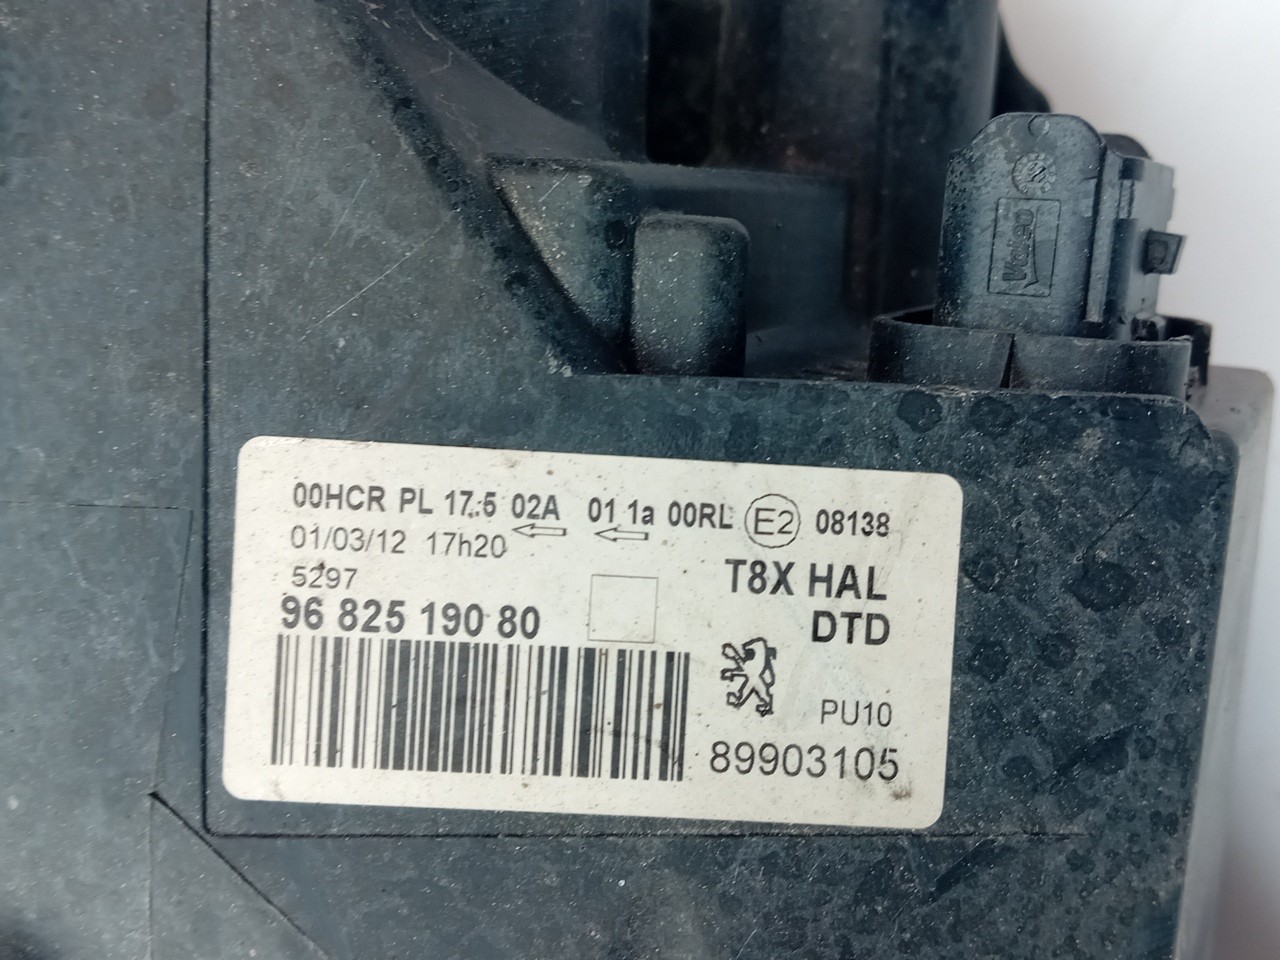 Valeo
00HCR PL 17.5 02A 01 1a 00RL E2 08138
01/03/12 17h20
5297
T8X HAL
96 825 190 80
DTD
PU10
89903105